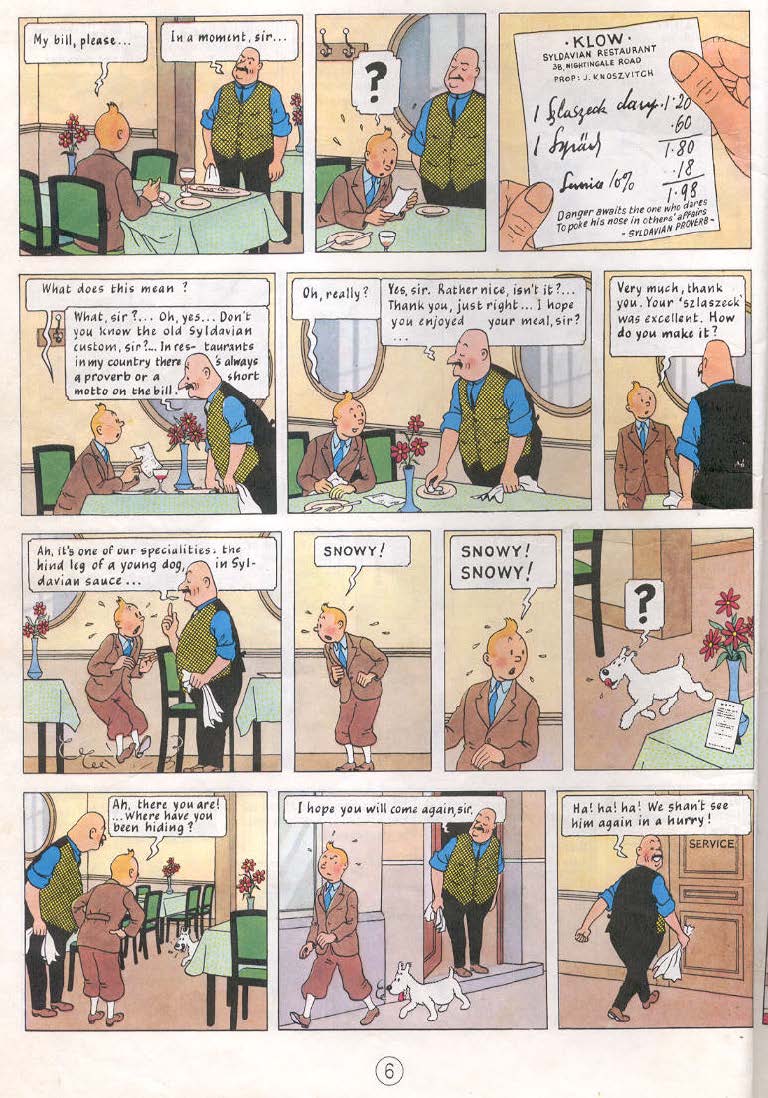 My bill, please...
In a moment, sir...
?
·KLOW·
SYLDAVIAN RESTAURANT
3B, NIGHTINGALE ROAD
PROP: J. KNOSZVITCH
1 Szlaszeck 1·20
1 ·60
1·80
Service 10% ·18
1·98
Danger awaits the one who dares
To poke his nose in others' affairs
- SYLDAVIAN PROVERB -
What does this mean?
What, sir?... Oh, yes... Don't
you know the old Syldavian
custom, sir?... In res- taurants
in my country there 's always
a proverb or a short
motto on the bill.
Oh, really?
Yes, sir. Rather nice, isn't it?...
Thank you, just right... I hope
you enjoyed your meal, sir?
...
Very much, thank
you. Your 'szlaszeck'
was excellent. How
do you make it?
Ah, it's one of our specialities: the
hind leg of a young dog, in Syl-
davian sauce...
SNOWY!
SNOWY!
SNOWY!
?
Ah, there you are!
...Where have you
been hiding?
I hope you will come again, sir.
Ha! ha! ha! We shan't see
him again in a hurry!
SERVICE
6